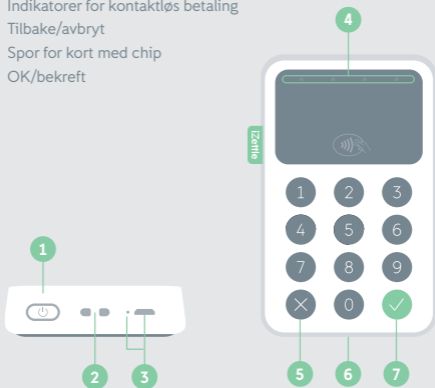 Indikatorer for kontaktløs betaling
Tilbake/avbryt
Spor for kort med chip
OK/bekreft
4
iZettle
1 2 3
4 5 6
7 8 9
0
1
2
3
5
6
7